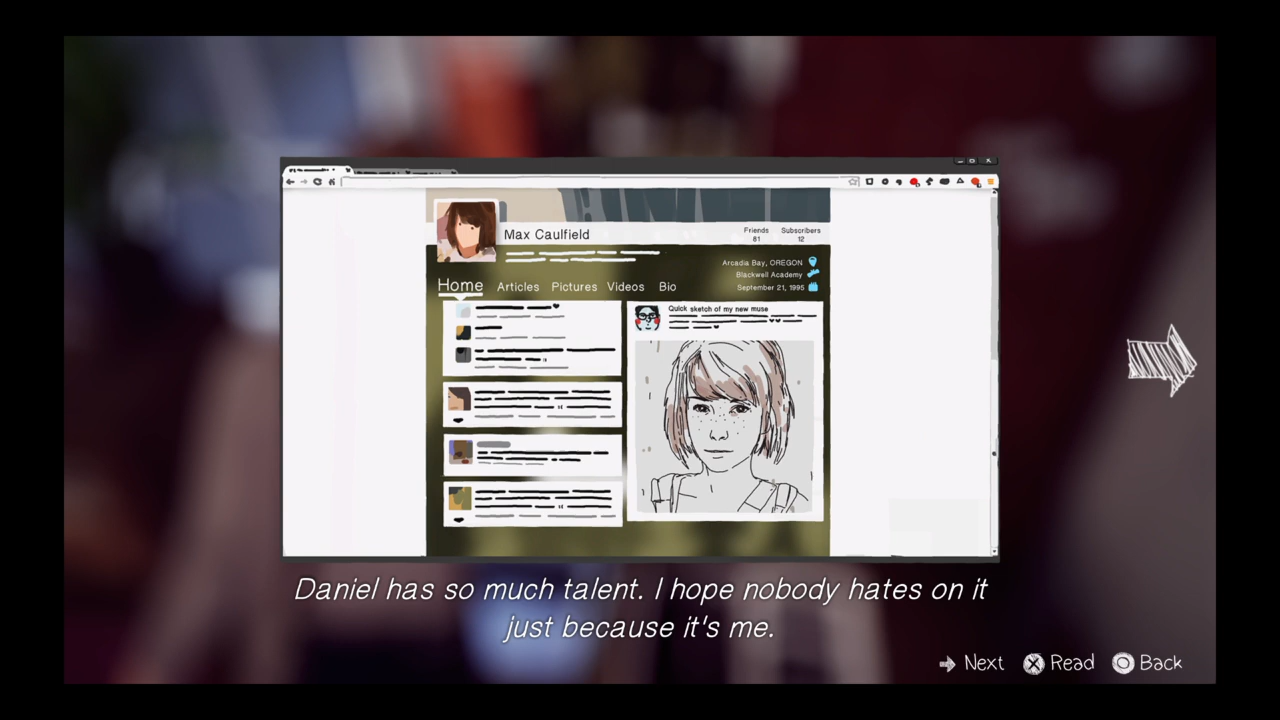 Max Caulfield
Friends
81
Subscribers
12
Arcadia Bay, OREGON
Blackwell Academy
September 21, 1995
Home
Articles
Pictures
Videos
Bio
Quick sketch of my new muse
Daniel has so much talent. I hope nobody hates on it
just because it's me.
Next
Read
Back